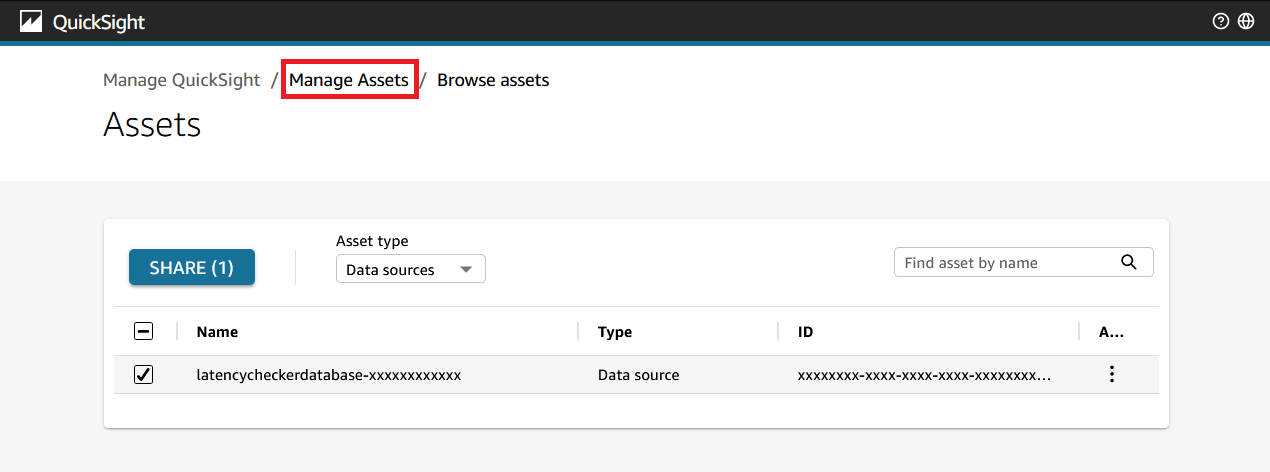 QuickSight
Manage QuickSight / Manage Assets / Browse assets
Assets
SHARE (1)
Asset type
Data sources
Find asset by name
Name Type ID A...
latencycheckerdatabase-xxxxxxxxxxxx Data source xxxxxxxx-xxxx-xxxx-xxxx-xxxxxxxx...